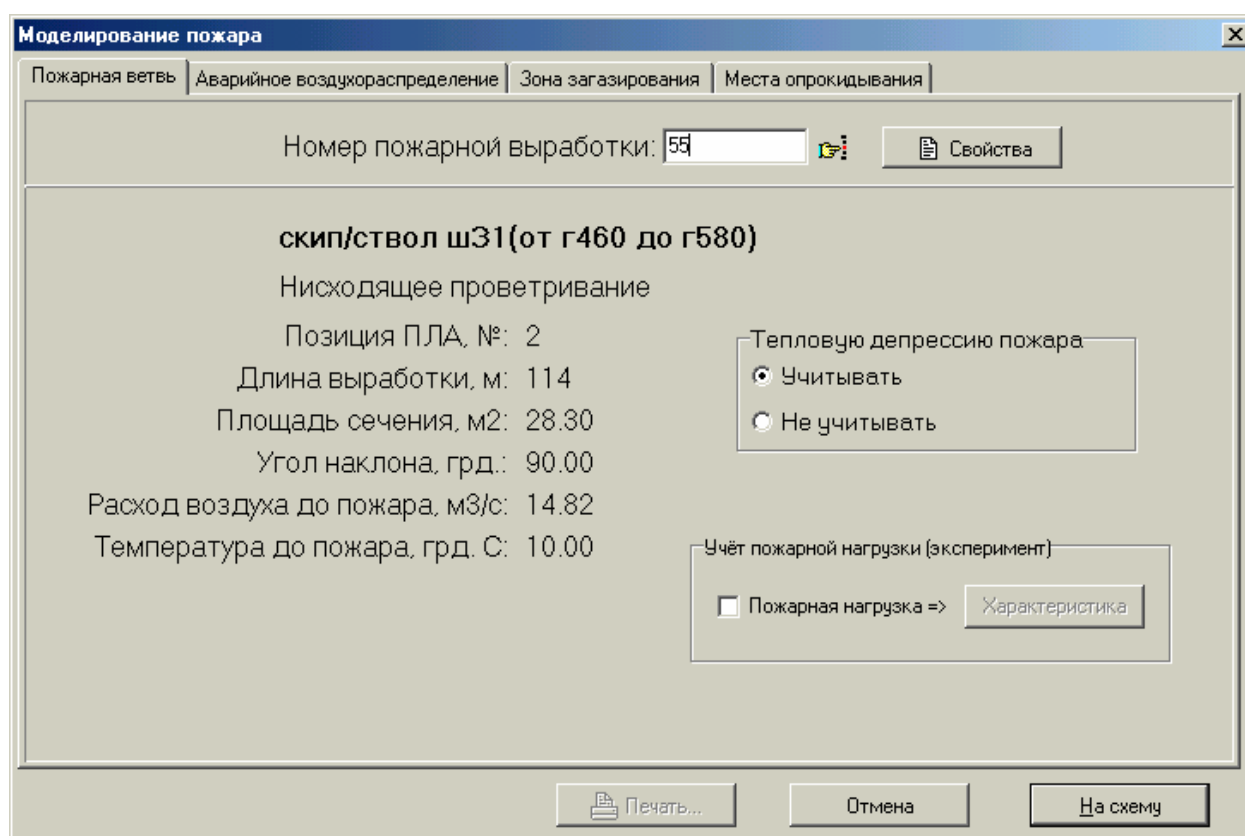 Моделирование пожара
Пожарная ветвь Аварийное воздухораспределение Зона загазирования Места опрокидывания
Номер пожарной выработки: 55 Свойства
скип/ствол ш31(от г460 до г580)
Нисходящее проветривание
Позиция ПЛА, №: 2
Длина выработки, м: 114
Площадь сечения, м2: 28.30
Угол наклона, грд.: 90.00
Расход воздуха до пожара, м3/с: 14.82
Температура до пожара, грд. С: 10.00
Тепловую депрессию пожара
Учитывать
Не учитывать
Учёт пожарной нагрузки (эксперимент)
Пожарная нагрузка => Характеристика
Печать... Отмена На схему